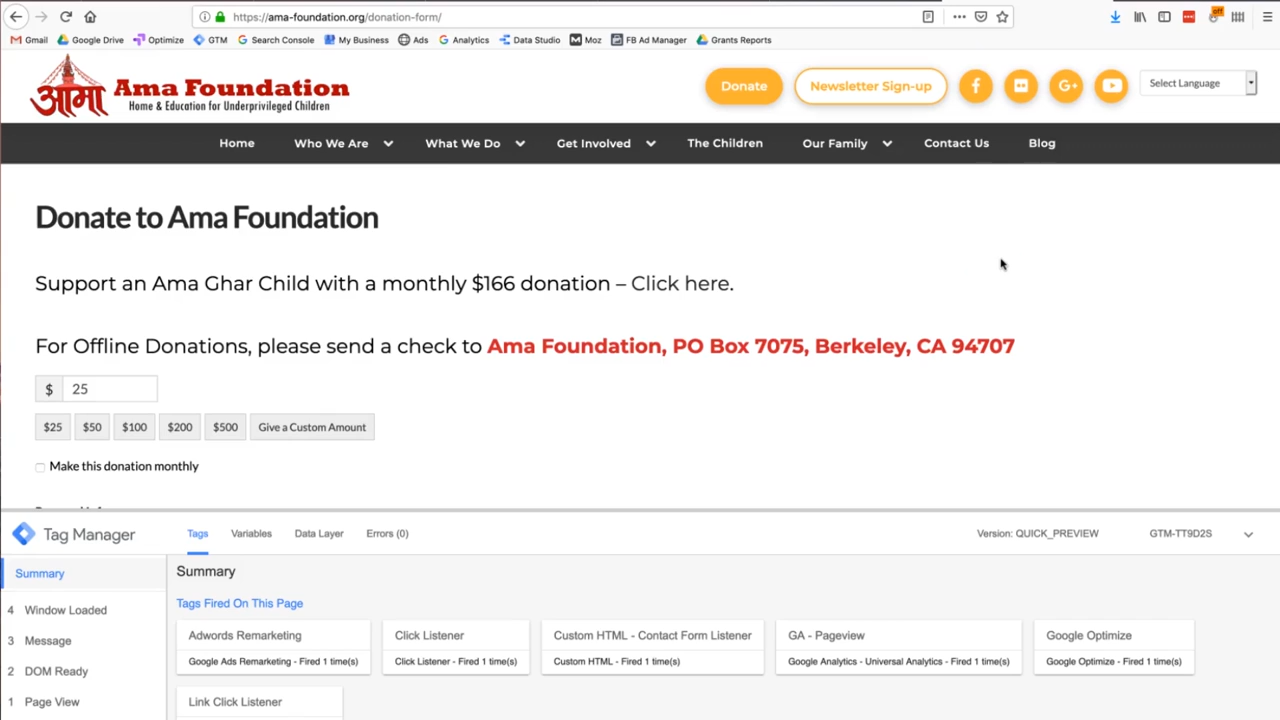 https://ama-foundation.org/donation-form/
off
Gmail Google Drive Optimize GTM Search Console My Business Ads Analytics Data Studio Moz FB Ad Manager Grants Reports
आमा Ama Foundation
Home & Education for Underprivileged Children
Donate Newsletter Sign-up G+ Select Language
Home Who We Are What We Do Get Involved The Children Our Family Contact Us Blog
Donate to Ama Foundation
Support an Ama Ghar Child with a monthly $166 donation – Click here.
For Offline Donations, please send a check to Ama Foundation, PO Box 7075, Berkeley, CA 94707
$ 25
$25 $50 $100 $200 $500 Give a Custom Amount
Make this donation monthly
Tag Manager Tags Variables Data Layer Errors (0) Version: QUICK_PREVIEW GTM-TT9D2S
Summary
4 Window Loaded
3 Message
2 DOM Ready
1 Page View
Summary
Tags Fired On This Page
Adwords Remarketing
Google Ads Remarketing - Fired 1 time(s)
Click Listener
Click Listener - Fired 1 time(s)
Custom HTML - Contact Form Listener
Custom HTML - Fired 1 time(s)
GA - Pageview
Google Analytics - Universal Analytics - Fired 1 time(s)
Google Optimize
Google Optimize - Fired 1 time(s)
Link Click Listener